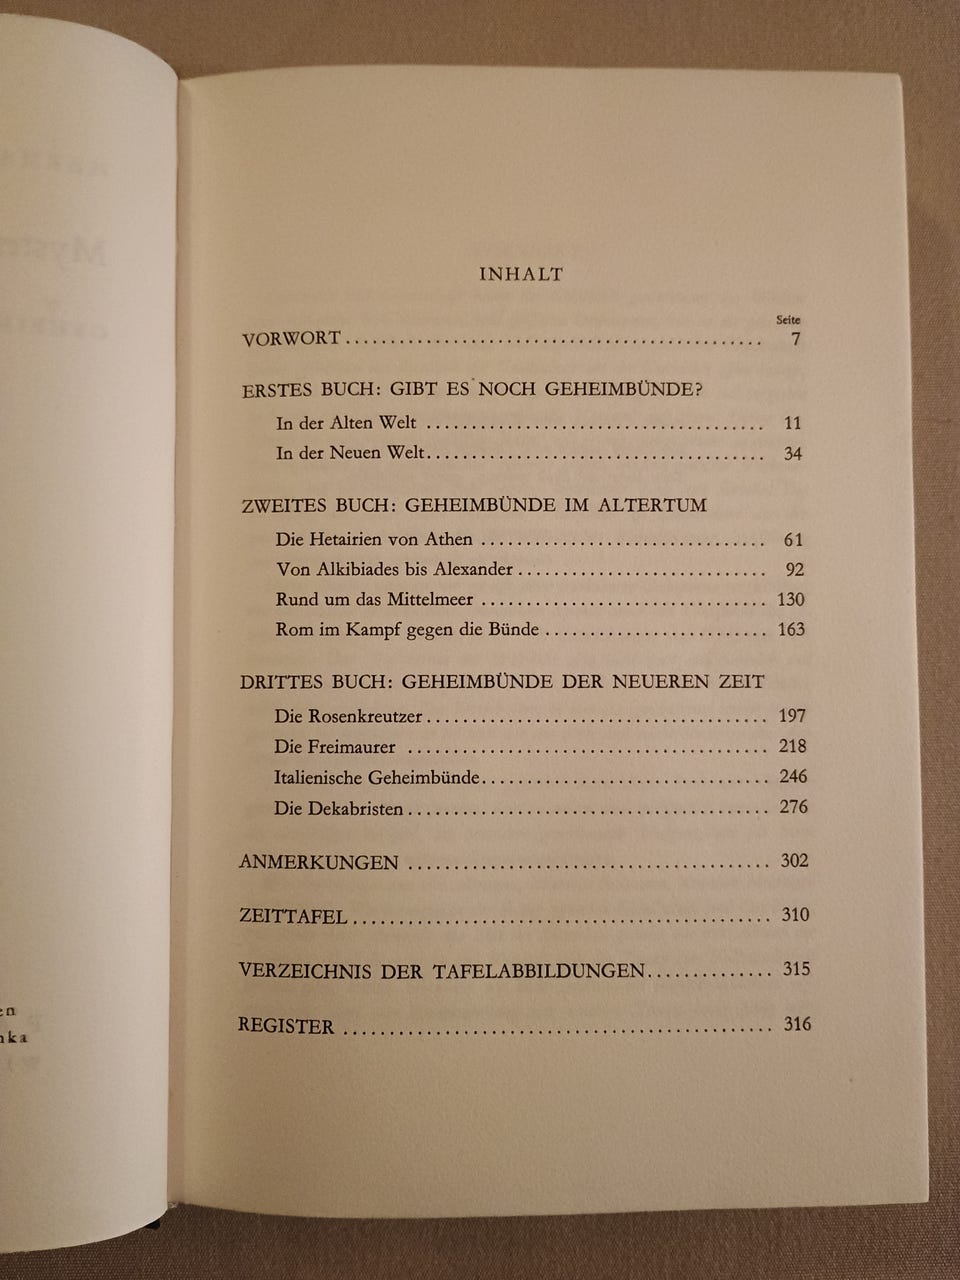 INHALT
Seite
VORWORT ........................................ 7
ERSTES BUCH: GIBT ES NOCH GEHEIMBÜNDE?
In der Alten Welt ........................................ 11
In der Neuen Welt ........................................ 34
ZWEITES BUCH: GEHEIMBÜNDE IM ALTERTUM
Die Hetairien von Athen ........................................ 61
Von Alkibiades bis Alexander ........................................ 92
Rund um das Mittelmeer ........................................ 130
Rom im Kampf gegen die Bünde ........................................ 163
DRITTES BUCH: GEHEIMBÜNDE DER NEUEREN ZEIT
Die Rosenkreutzer ........................................ 197
Die Freimaurer ........................................ 218
Italienische Geheimbünde ........................................ 246
Die Dekabristen ........................................ 276
ANMERKUNGEN ........................................ 302
ZEITTAFEL ........................................ 310
VERZEICHNIS DER TAFELABBILDUNGEN .............. 315
REGISTER ........................................ 316